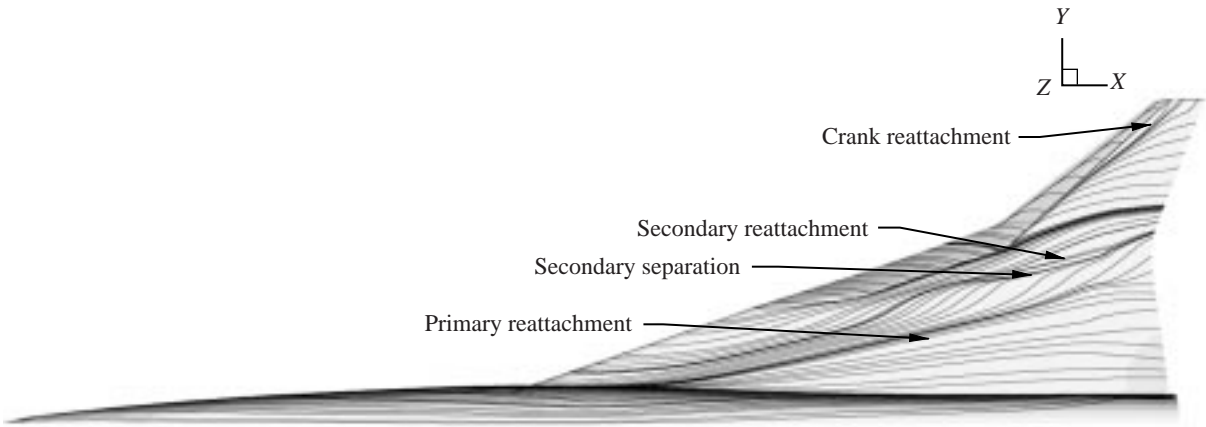 Y
Z
X
Crank reattachment
Secondary reattachment
Secondary separation
Primary reattachment